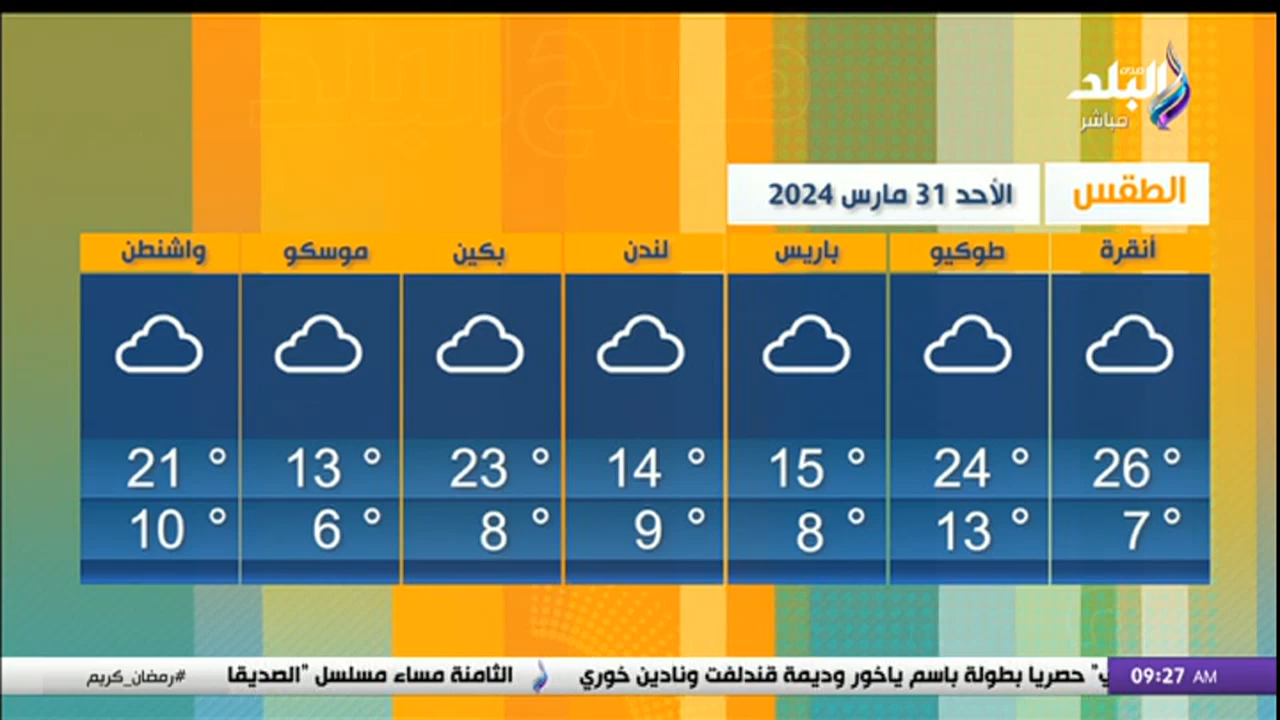 صدى
البلد
مباشر
الطقس
الأحد 31 مارس 2024
أنقرة طوكيو باريس لندن بكين موسكو واشنطن
26° 24° 15° 14° 23° 13° 21°
7° 13° 8° 9° 8° 6° 10°
09:27 AM
ي" حصريا بطولة باسم ياخور وديمة قندلفت ونادين خوري
الثامنة مساء مسلسل "الصديقا
#رمضان_كريم